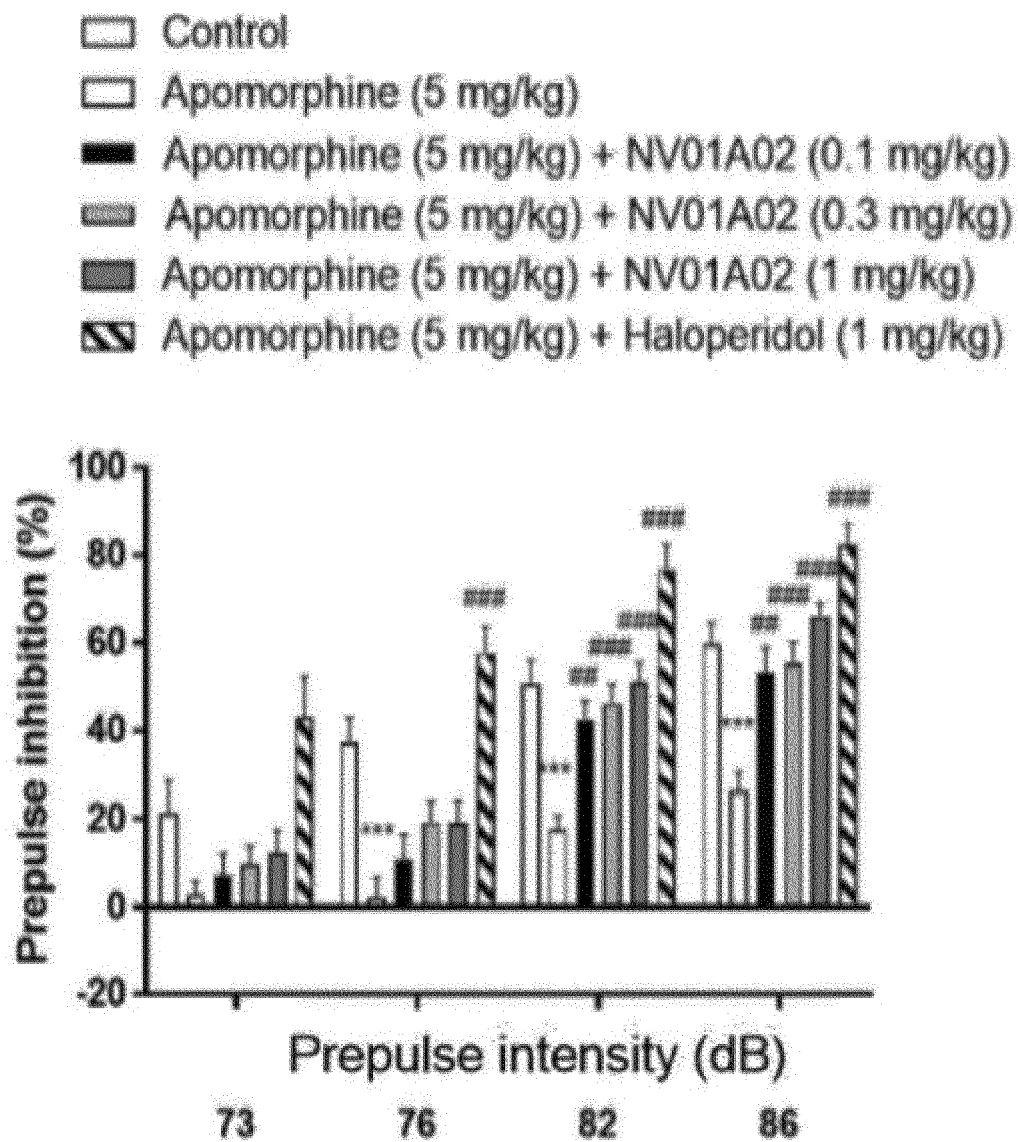 Control
Apomorphine (5 mg/kg)
Apomorphine (5 mg/kg) + NV01A02 (0.1 mg/kg)
Apomorphine (5 mg/kg) + NV01A02 (0.3 mg/kg)
Apomorphine (5 mg/kg) + NV01A02 (1 mg/kg)
Apomorphine (5 mg/kg) + Haloperidol (1 mg/kg)
Prepulse inhibition (%)
100
80
60
40
20
0
-20
***
###
***
##
###
###
###
***
##
###
###
###
Prepulse intensity (dB)
73 76 82 86